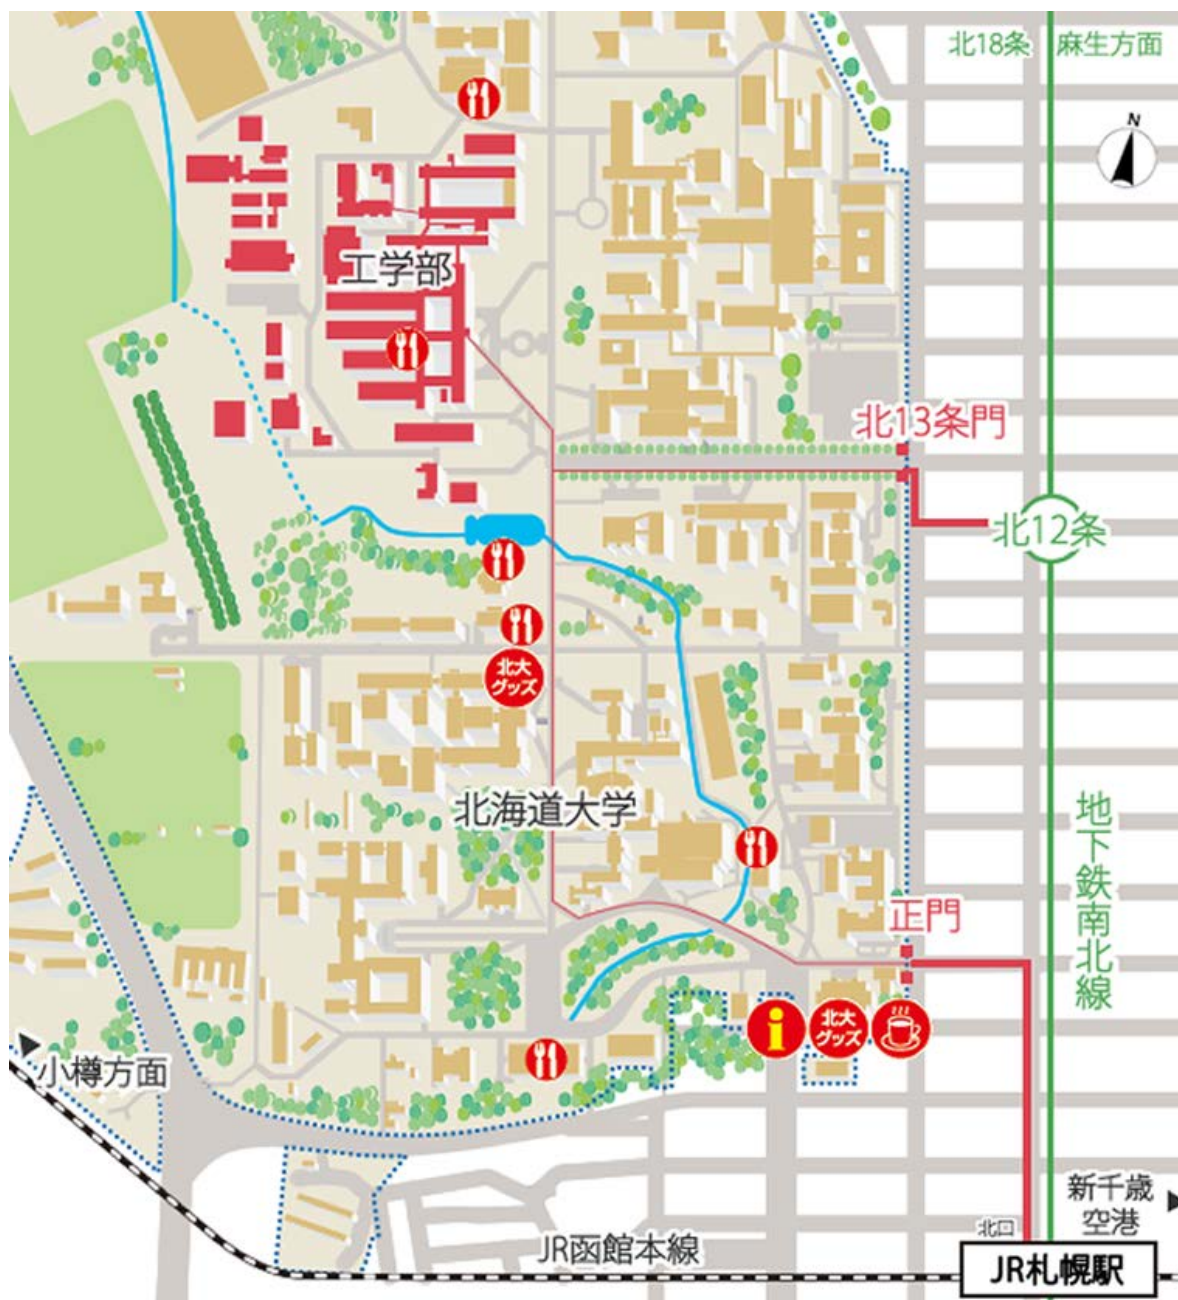 北18条
麻生方面
N
工学部
北13条門
北12条
北大
グッズ
北海道大学
地下鉄南北線
正門
i
北大
グッズ
小樽方面
新千歳
空港
北口
JR函館本線
JR札幌駅